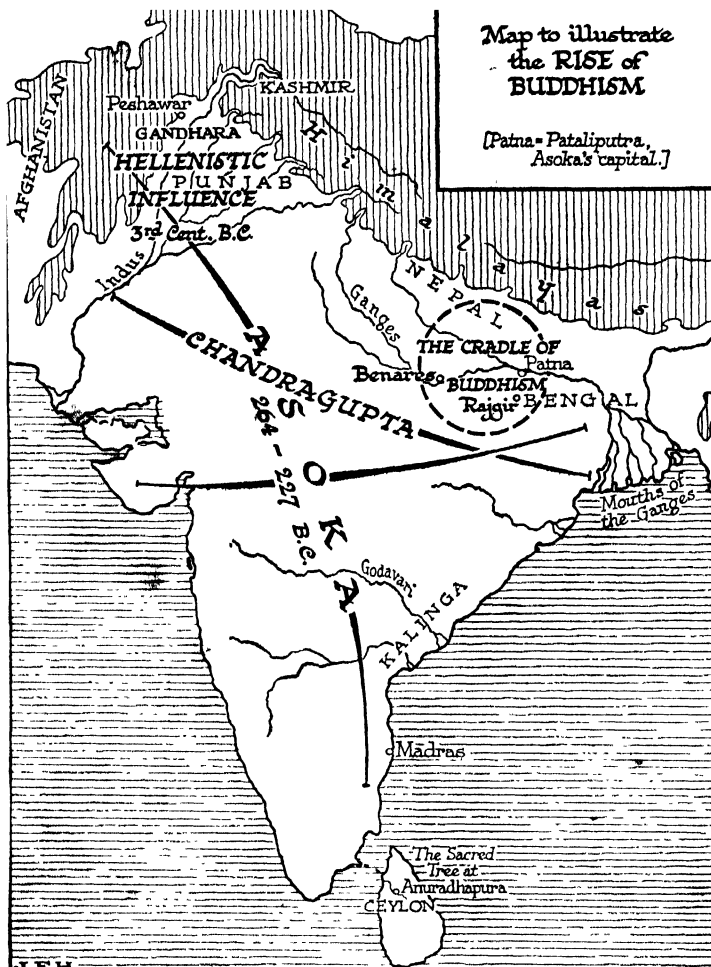 Map to illustrate
the RISE of
BUDDHISM
[Patna = Pataliputra,
Asoka's capital.]
AFGHANISTAN
Peshawar
KASHMIR
GANDHARA
HELLENISTIC
PUNJAB
INFLUENCE
3rd Cent. B.C.
Himalayas
Indus
NEPAL
Ganges
THE CRADLE OF
Patna
Benares
BUDDHISM
Rajgir
BENGAL
CHANDRAGUPTA
ASOKA
264 - 227 B.C.
Mouths of
the Ganges
Godavari
KALINGA
Mādras
The Sacred
Tree at
Anuradhapura
CEYLON
J.F.H.